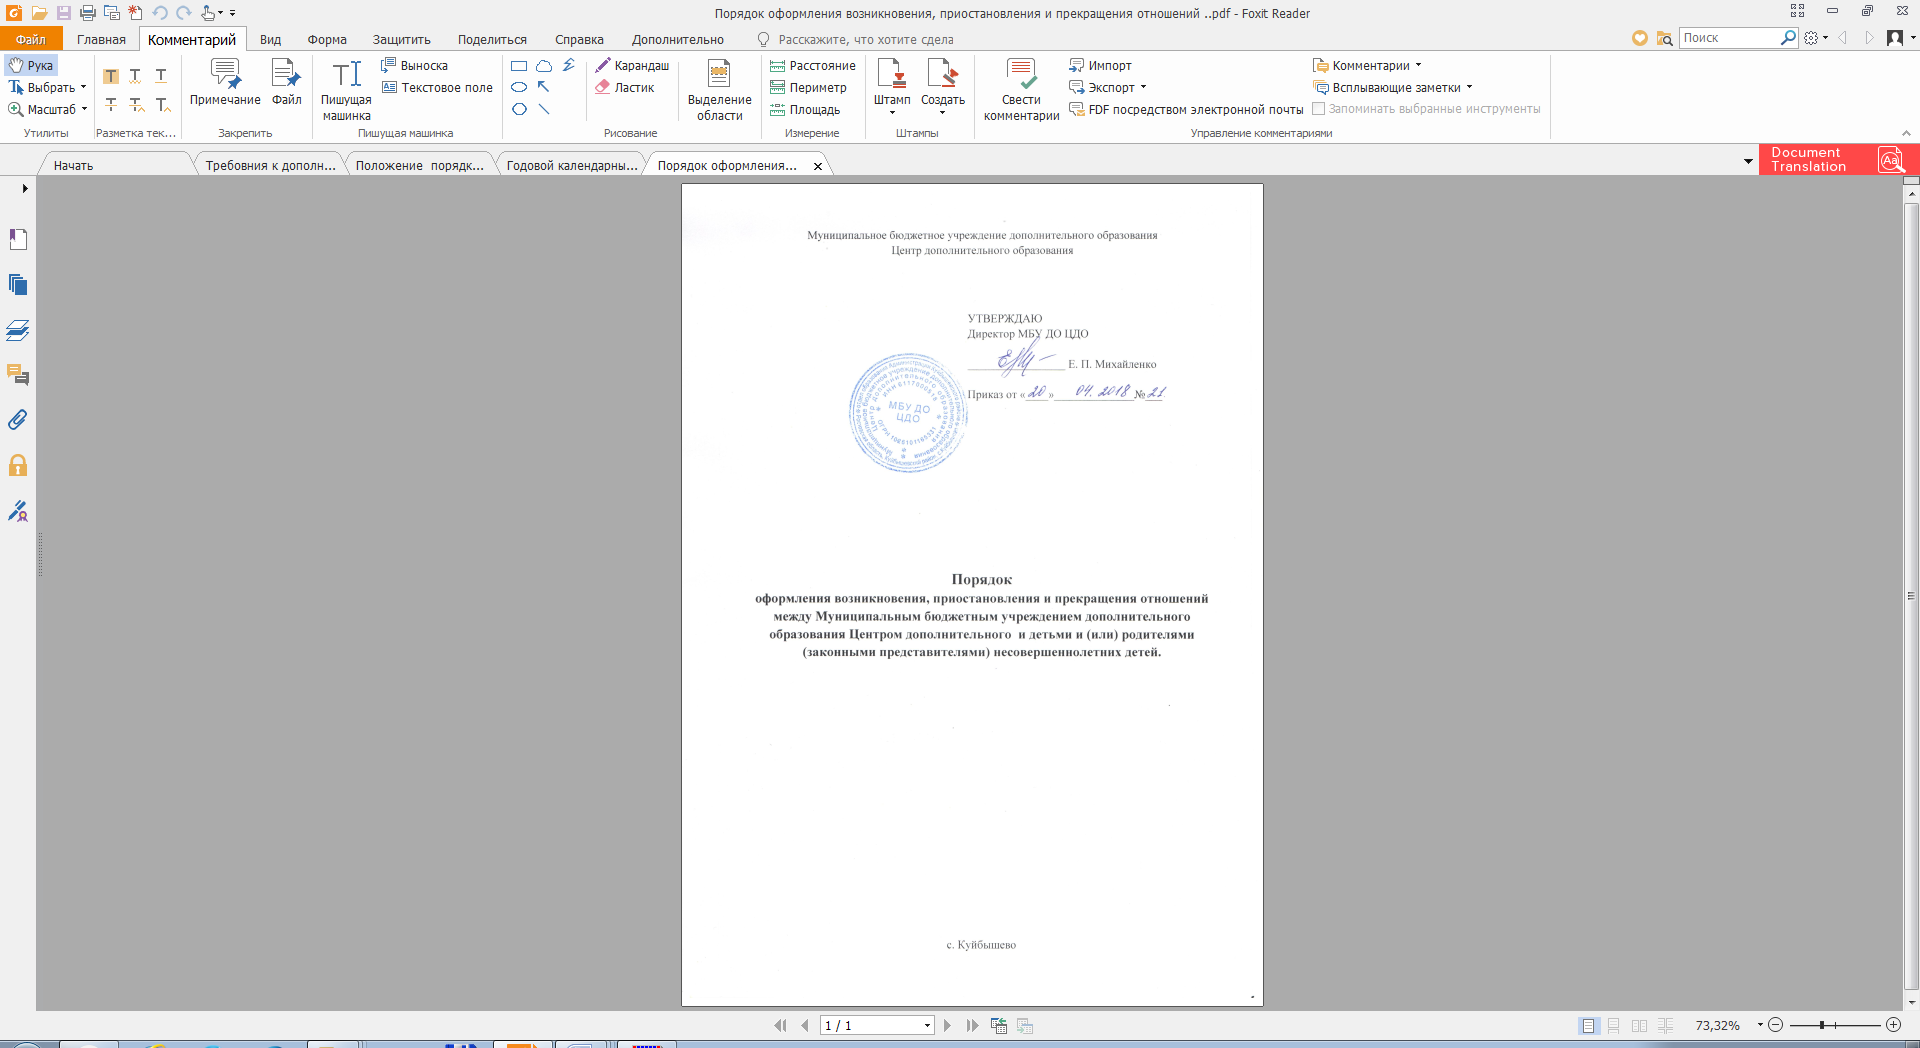 Порядок оформления возникновения, приостановления и прекращения отношений ..pdf - Foxit Reader
Файл
Главная
Комментарий
Вид
Форма
Защитить
Поделиться
Справка
Дополнительно
Расскажите, что хотите сдела
Поиск
Рука
Выбрать
Масштаб
Утилиты
Разметка тек...
Примечание
Файл
Закрепить
Пишущая машинка
Выноска
Текстовое поле
Пишущая машинка
Карандаш
Ластик
Рисование
Выделение области
Расстояние
Периметр
Площадь
Измерение
Штамп
Создать
Штампы
Свести комментарии
Импорт
Экспорт
FDF посредством электронной почты
Комментарии
Всплывающие заметки
Запоминать выбранные инструменты
Управление комментариями
Начать
Требовния к дополн...
Положение порядк...
Годовой календарны...
Порядок оформления...
Document
Translation
Муниципальное бюджетное учреждение дополнительного образования
Центр дополнительного образования
УТВЕРЖДАЮ
Директор МБУ ДО ЦДО
Е. П. Михайленко
Приказ от «20» 04. 2018 №21.
МБУ ДО
ЦДО
Порядок
оформления возникновения, приостановления и прекращения отношений
между Муниципальным бюджетным учреждением дополнительного
образования Центром дополнительного и детьми и (или) родителями
(законными представителями) несовершеннолетних детей.
с. Куйбышево
1 / 1
73,32%